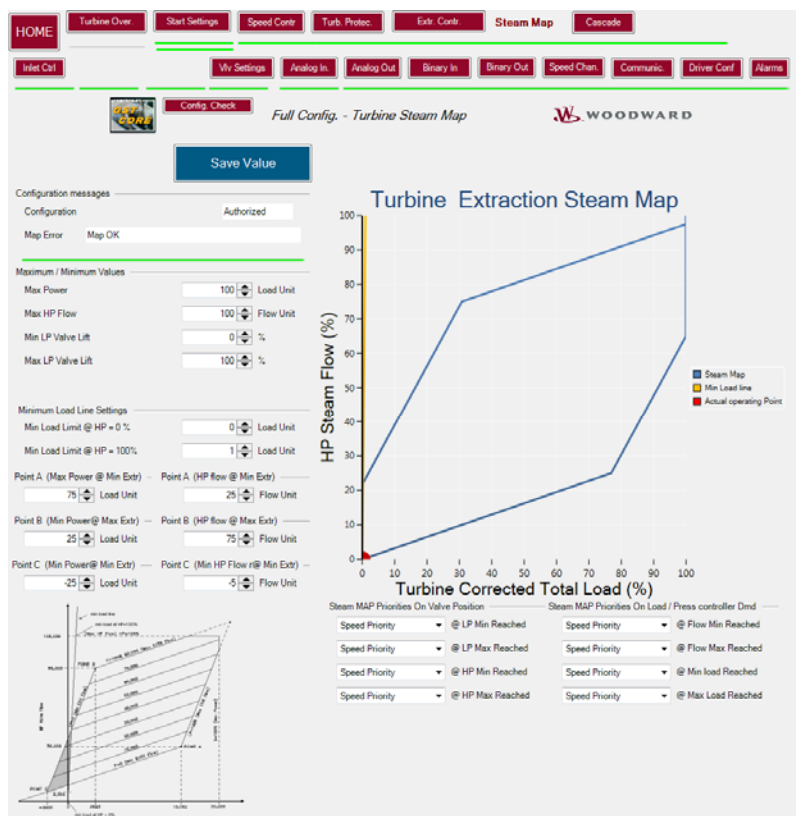 HOME
Turbine Over.
Start Settings
Speed Contr
Turb. Protec.
Extr. Contr.
Steam Map
Cascade
Inlet Ctrl
Vlv Settings
Analog In.
Analog Out
Binary In
Binary Out
Speed Chan.
Communic.
Driver Conf
Alarms
Config. Check
Full Config. - Turbine Steam Map
WOODWARD
Save Value
Configuration messages
Configuration Authorized
Map Error Map OK
Maximum / Minimum Values
Max Power 100 Load Unit
Max HP Flow 100 Flow Unit
Min LP Valve Lift 0 %
Max LP Valve Lift 100 %
Minimum Load Line Settings
Min Load Limit @ HP = 0 % 0 Load Unit
Min Load Limit @ HP = 100% 1 Load Unit
Point A (Max Power @ Min Extr) Point A (HP flow @ Min Extr)
75 Load Unit 25 Flow Unit
Point B (Min Power@ Max Extr) Point B (HP flow @ Max Extr)
25 Load Unit 75 Flow Unit
Point C (Min Power@ Min Extr) Point C (Min HP Flow r@ Min Extr)
-25 Load Unit -5 Flow Unit
Turbine Extraction Steam Map
HP Steam Flow (%)
100
90
80
70
60
50
40
30
20
10
0
0 10 20 30 40 50 60 70 80 90 100
Turbine Corrected Total Load (%)
Steam Map
Min Load line
Actual operating Point
Steam MAP Priorities On Valve Position
Speed Priority @ LP Min Reached
Speed Priority @ LP Max Reached
Speed Priority @ HP Min Reached
Speed Priority @ HP Max Reached
Steam MAP Priorities On Load / Press controller Dmd
Speed Priority @ Flow Min Reached
Speed Priority @ Flow Max Reached
Speed Priority @ Min load Reached
Speed Priority @ Max Load Reached